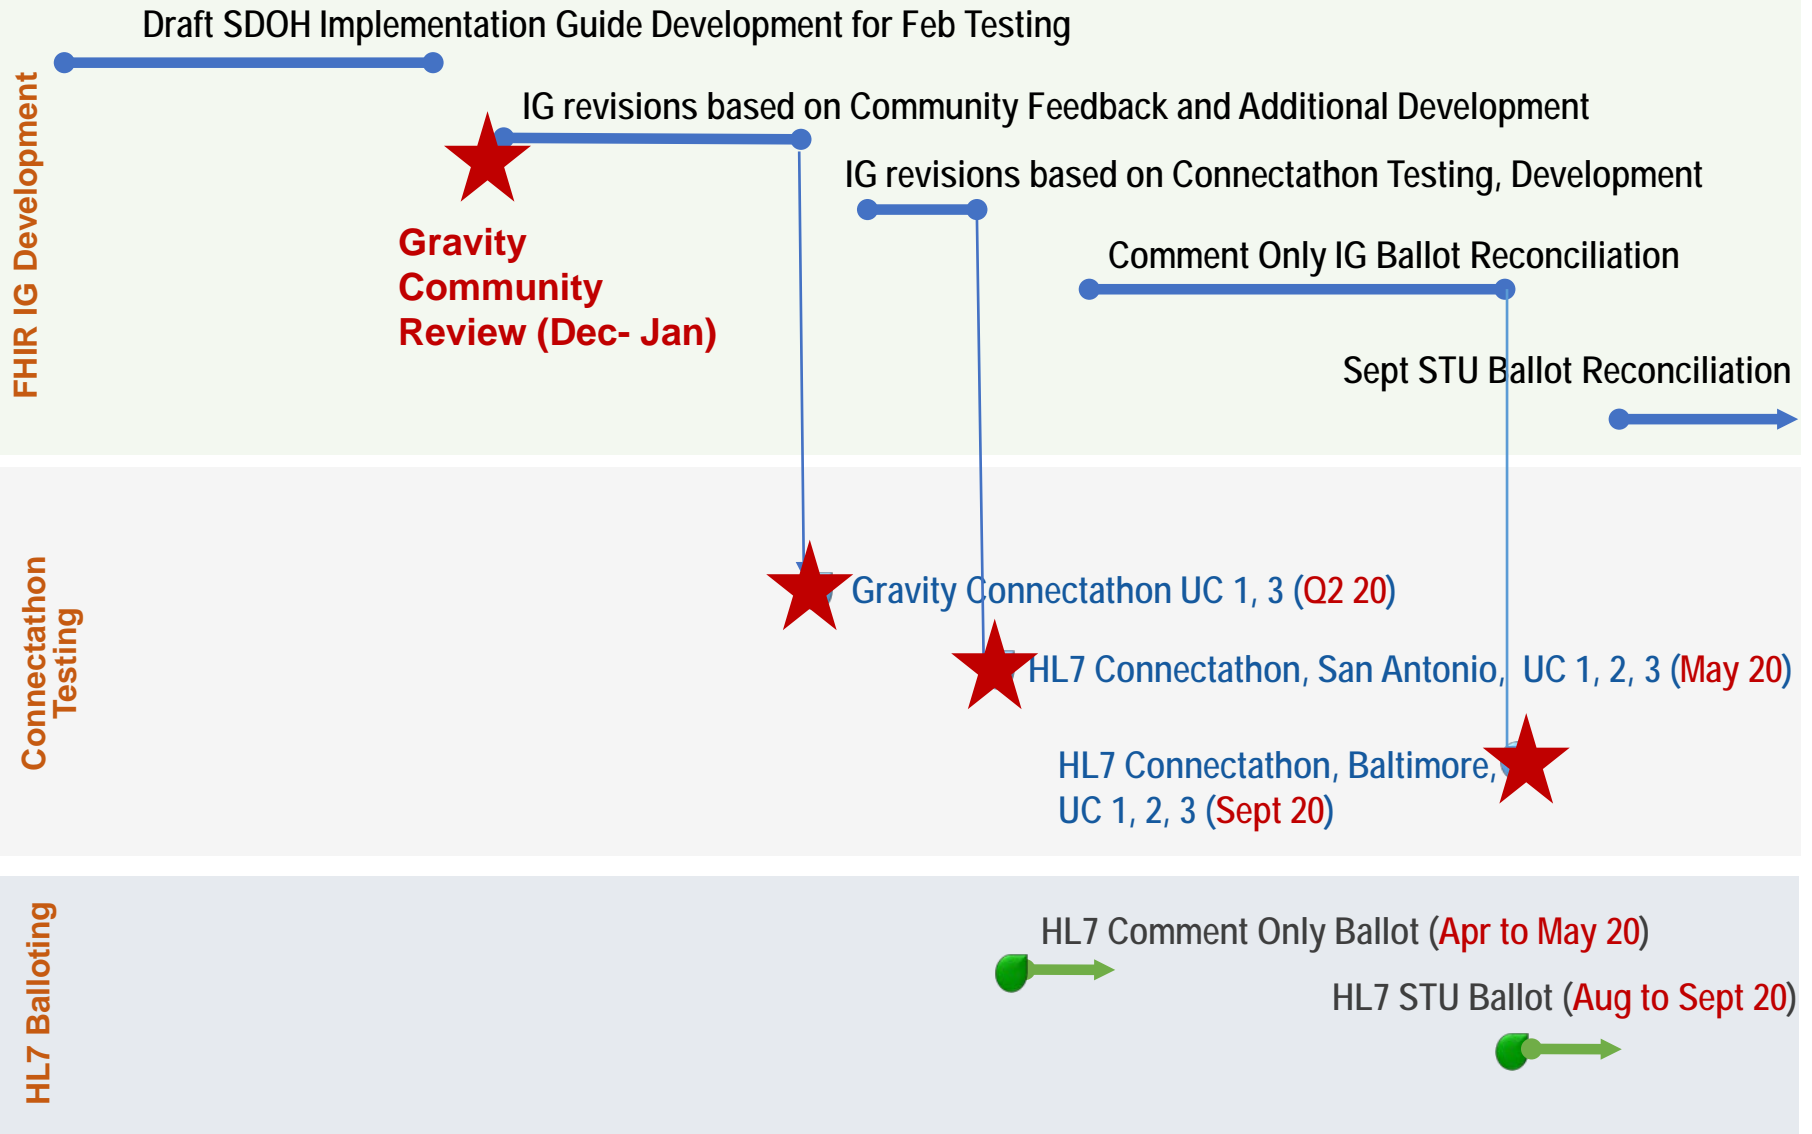 Draft SDOH Implementation Guide Development for Feb Testing
FHIR IG Development
IG revisions based on Community Feedback and Additional Development
IG revisions based on Connectathon Testing, Development
Gravity
Community
Review (Dec- Jan)
Comment Only IG Ballot Reconciliation
Sept STU Ballot Reconciliation
Connectathon
Testing
Gravity Connectathon UC 1, 3 (Q2 20)
HL7 Connectathon, San Antonio, UC 1, 2, 3 (May 20)
HL7 Connectathon, Baltimore,
UC 1, 2, 3 (Sept 20)
HL7 Balloting
HL7 Comment Only Ballot (Apr to May 20)
HL7 STU Ballot (Aug to Sept 20)